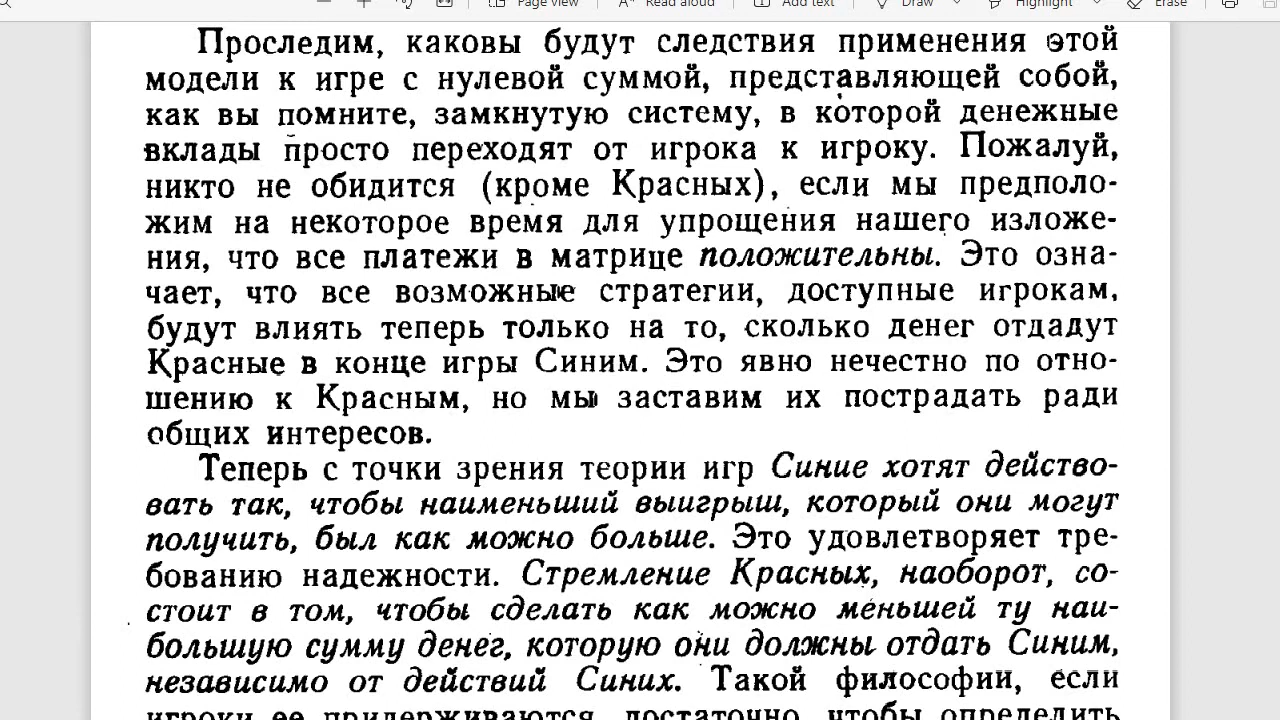 Page view
Read aloud
Add text
Draw
Highlight
Erase
Проследим, каковы будут следствия применения этой
модели к игре с нулевой суммой, представляющей собой,
как вы помните, замкнутую систему, в которой денежные
вклады просто переходят от игрока к игроку. Пожалуй,
никто не обидится (кроме Красных), если мы предполо-
жим на некоторое время для упрощения нашего изложе-
ния, что все платежи в матрице положительны. Это озна-
чает, что все возможные стратегии, доступные игрокам,
будут влиять теперь только на то, сколько денег отдадут
Красные в конце игры Синим. Это явно нечестно по отно-
шению к Красным, но мы заставим их пострадать ради
общих интересов.
Теперь с точки зрения теории игр Синие хотят действо-
вать так, чтобы наименьший выигрыш, который они могут
получить, был как можно больше. Это удовлетворяет тре-
бованию надежности. Стремление Красных, наоборот, со-
стоит в том, чтобы сделать как можно меньшей ту наи-
большую сумму денег, которую они должны отдать Синим,
независимо от действий Синих. Такой философии, если
игроки ее придерживаются, достаточно, чтобы определить